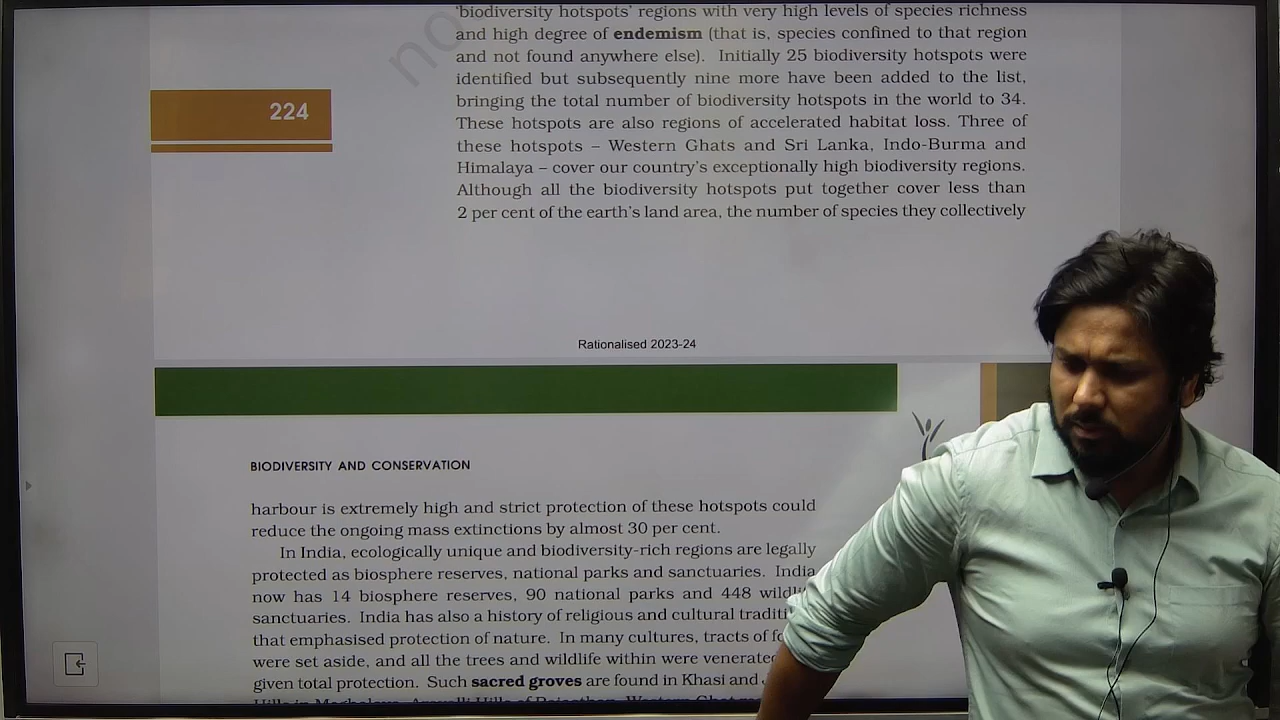 no
'biodiversity hotspots' regions with very high levels of species richness
and high degree of endemism (that is, species confined to that region
and not found anywhere else). Initially 25 biodiversity hotspots were
identified but subsequently nine more have been added to the list,
224
bringing the total number of biodiversity hotspots in the world to 34.
These hotspots are also regions of accelerated habitat loss. Three of
these hotspots – Western Ghats and Sri Lanka, Indo-Burma and
Himalaya – cover our country's exceptionally high biodiversity regions.
Although all the biodiversity hotspots put together cover less than
2 per cent of the earth's land area, the number of species they collectively
Rationalised 2023-24
BIODIVERSITY AND CONSERVATION
harbour is extremely high and strict protection of these hotspots could
reduce the ongoing mass extinctions by almost 30 per cent.
In India, ecologically unique and biodiversity-rich regions are legally
protected as biosphere reserves, national parks and sanctuaries. India
now has 14 biosphere reserves, 90 national parks and 448
sanctuaries. India has also a history of religious and cultural
that emphasised protection of nature. In many cultures, tracts of
were set aside, and all the trees and wildlife within were venerated
given total protection. Such sacred groves are found in Khasi and